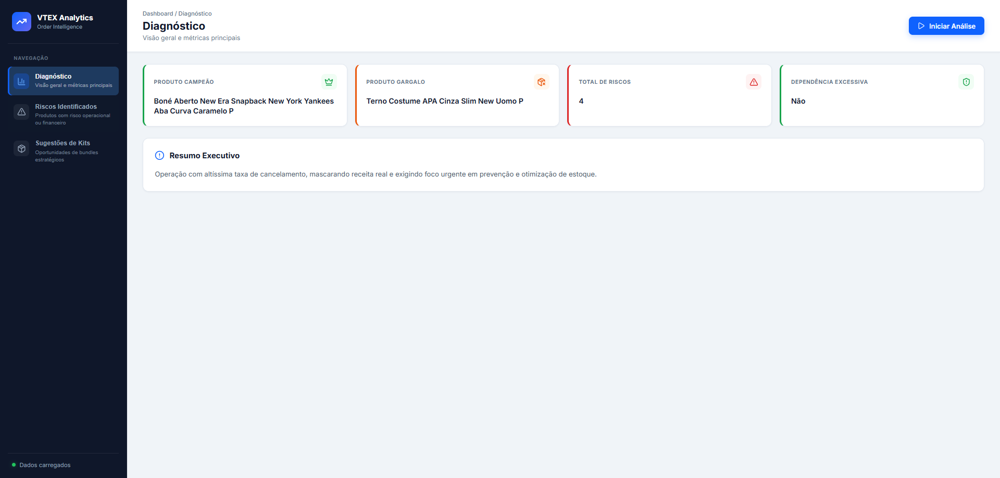 VTEX Analytics
Order Intelligence
NAVEGAÇÃO
Diagnóstico
Visão geral e métricas principais
Riscos Identificados
Produtos com risco operacional
ou financeiro
Sugestões de Kits
Oportunidades de bundles
estratégicos
Dados carregados
Dashboard / Diagnóstico
Diagnóstico
Visão geral e métricas principais
Iniciar Análise
PRODUTO CAMPEÃO
Boné Aberto New Era Snapback New York Yankees
Aba Curva Caramelo P
PRODUTO GARGALO
Terno Costume APA Cinza Slim New Uomo P
TOTAL DE RISCOS
4
DEPENDÊNCIA EXCESSIVA
Não
Resumo Executivo
Operação com altíssima taxa de cancelamento, mascarando receita real e exigindo foco urgente em prevenção e otimização de estoque.